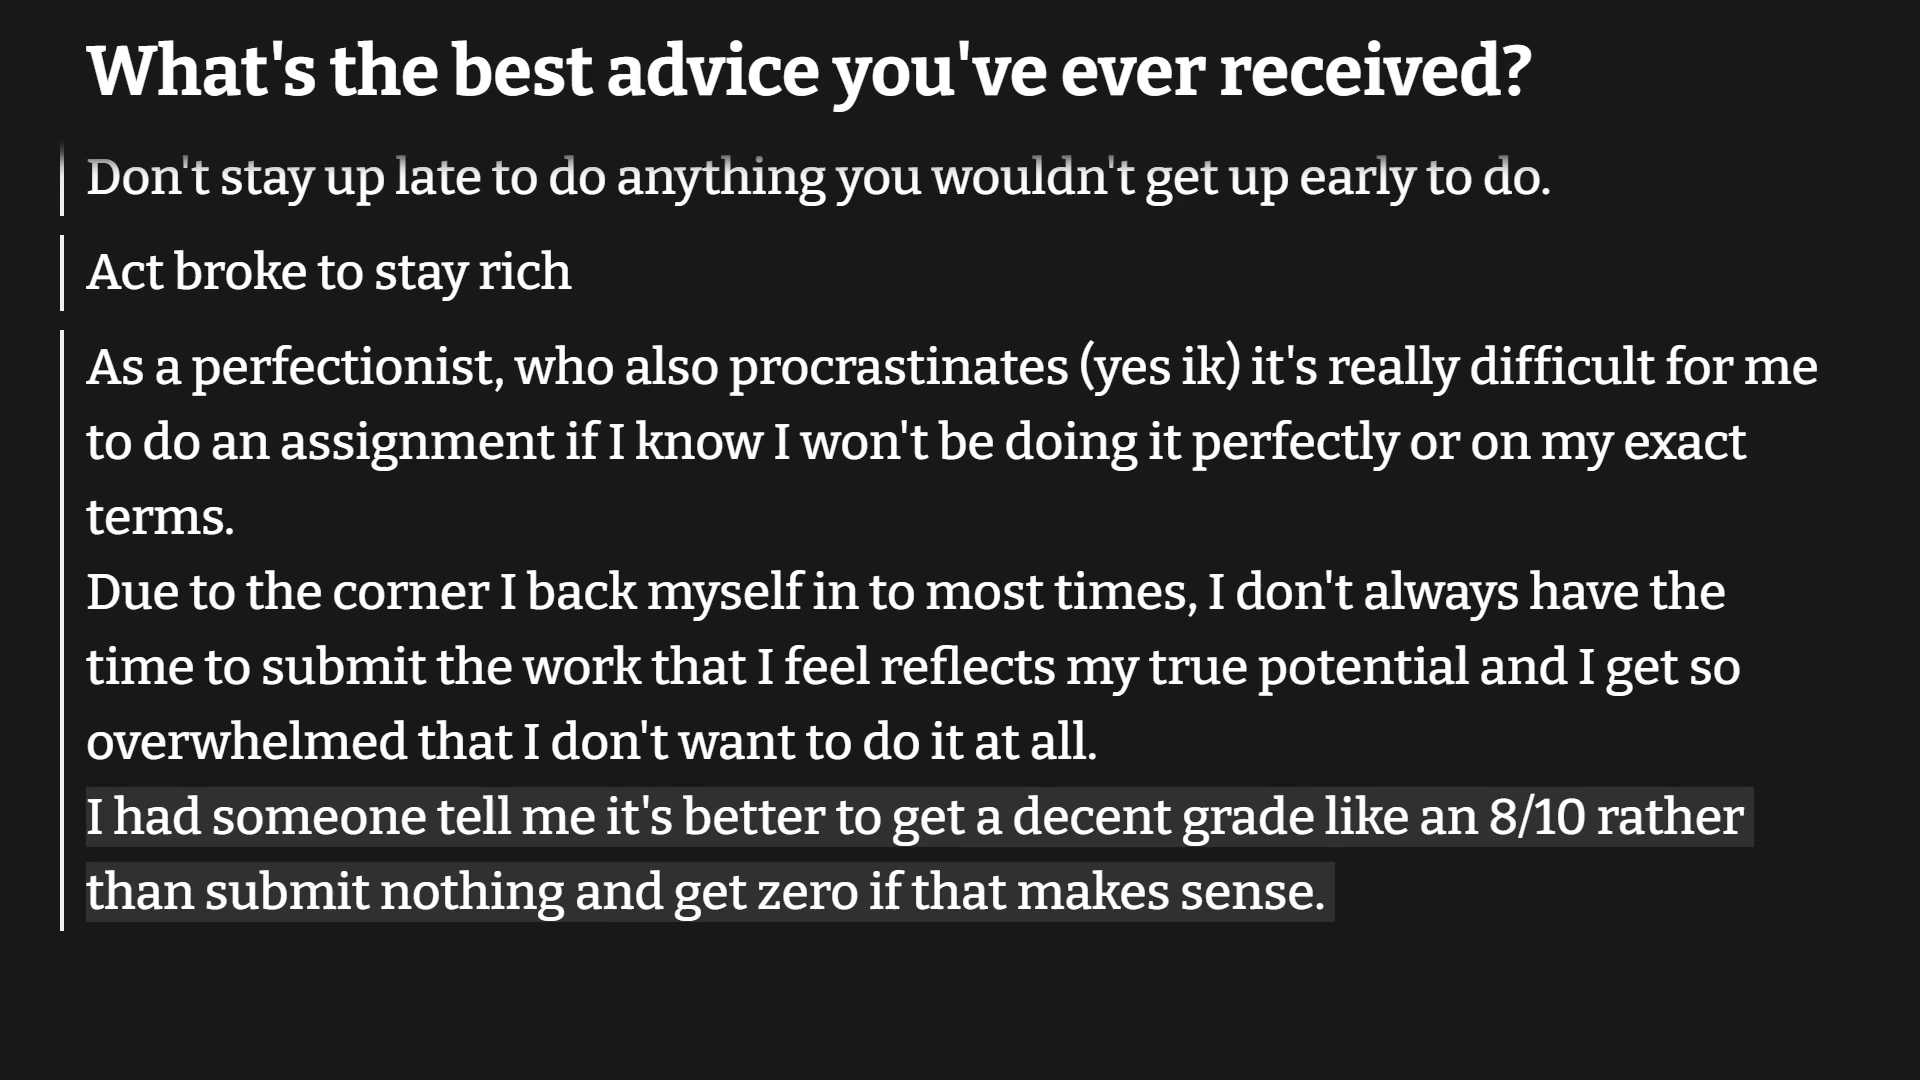 What's the best advice you've ever received?
Don't stay up late to do anything you wouldn't get up early to do.
Act broke to stay rich
As a perfectionist, who also procrastinates (yes ik) it's really difficult for me
to do an assignment if I know I won't be doing it perfectly or on my exact
terms.
Due to the corner I back myself in to most times, I don't always have the
time to submit the work that I feel reflects my true potential and I get so
overwhelmed that I don't want to do it at all.
I had someone tell me it's better to get a decent grade like an 8/10 rather
than submit nothing and get zero if that makes sense.